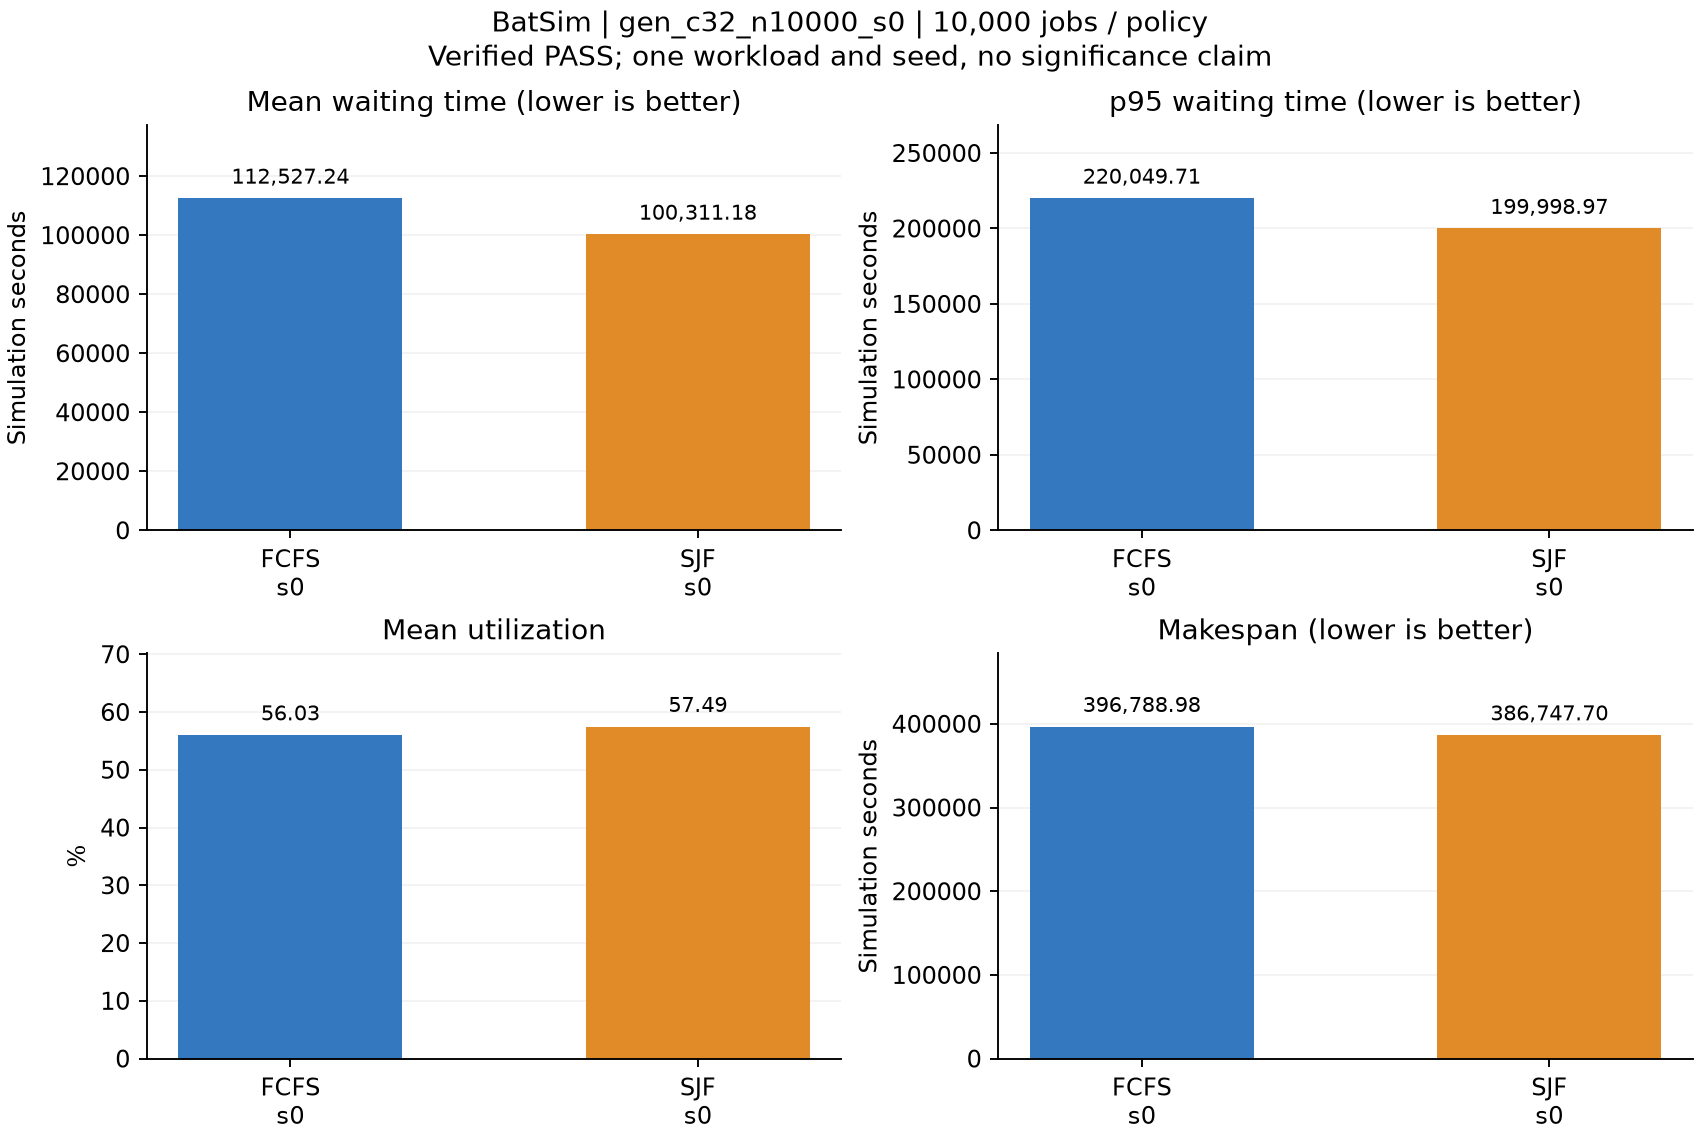 BatSim | gen_c32_n10000_s0 | 10,000 jobs / policy
Verified PASS; one workload and seed, no significance claim
Mean waiting time (lower is better)
Simulation seconds
120000
100000
80000
60000
40000
20000
0
112,527.24
100,311.18
FCFS
s0
SJF
s0
p95 waiting time (lower is better)
Simulation seconds
250000
200000
150000
100000
50000
0
220,049.71
199,998.97
FCFS
s0
SJF
s0
Mean utilization
%
70
60
50
40
30
20
10
0
56.03
57.49
FCFS
s0
SJF
s0
Makespan (lower is better)
Simulation seconds
400000
300000
200000
100000
0
396,788.98
386,747.70
FCFS
s0
SJF
s0